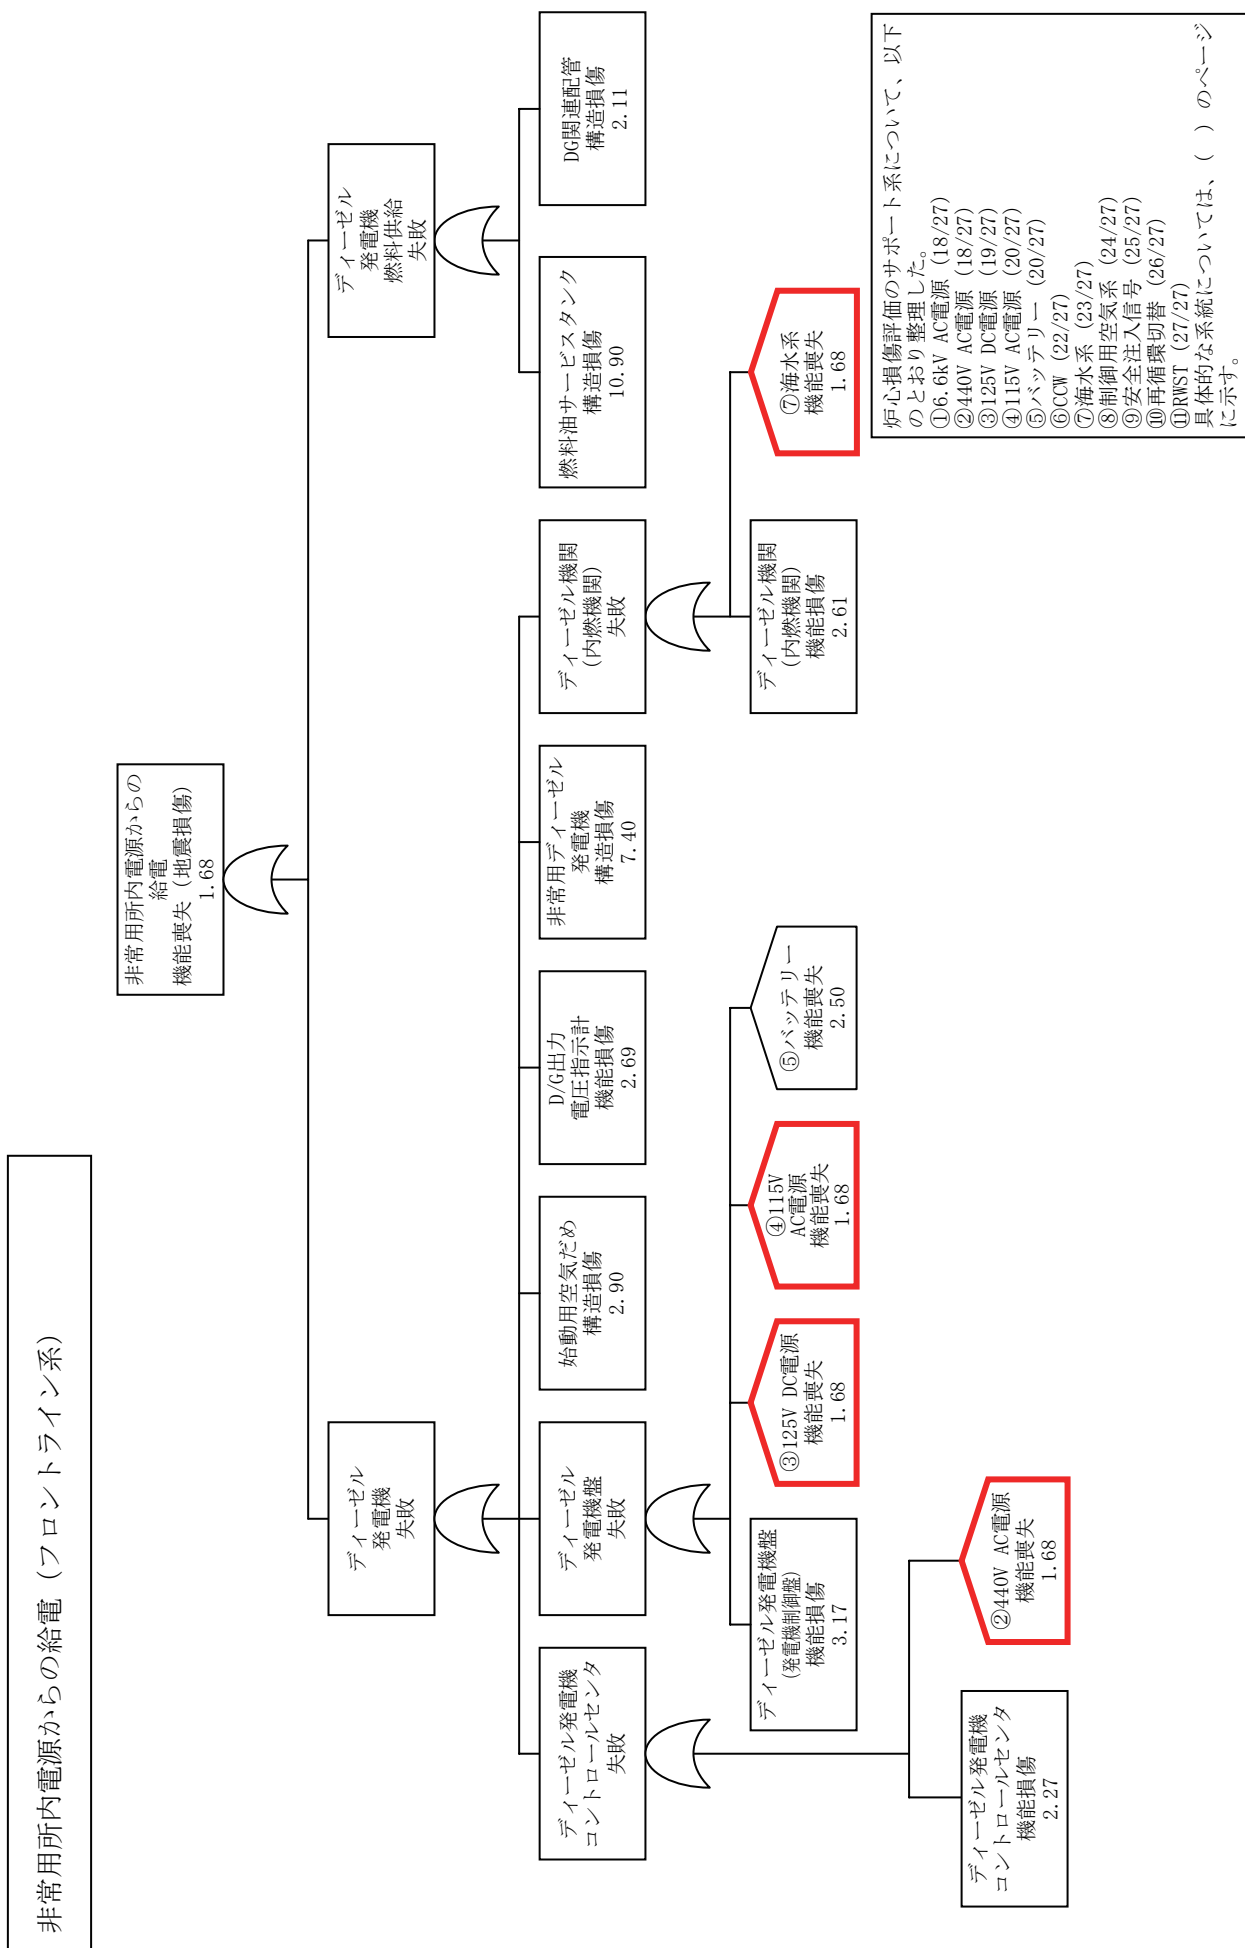 非常用所内電源からの給電（フロントライン系）
非常用所内電源からの
給電
機能喪失（地震損傷）
1.68
ディーゼル
発電機
失敗
ディーゼル
発電機
燃料供給
失敗
ディーゼル発電機
コントロールセンタ
失敗
ディーゼル
発電機盤
失敗
始動用空気だめ
構造損傷
2.90
D/G出力
電圧指示計
機能損傷
2.69
非常用ディーゼル
発電機
構造損傷
7.40
ディーゼル機関
(内燃機関)
失敗
燃料油サービスタンク
構造損傷
10.90
DG関連配管
構造損傷
2.11
ディーゼル発電機盤
(発電機制御盤)
機能損傷
3.17
③125V DC電源
機能喪失
1.68
④115V
AC電源
機能喪失
1.68
⑤バッテリー
機能喪失
2.50
ディーゼル機関
(内燃機関)
機能損傷
2.61
⑦海水系
機能喪失
1.68
ディーゼル発電機
コントロールセンタ
機能損傷
2.27
②440V AC電源
機能喪失
1.68
炉心損傷評価のサポート系について、以下
のとおり整理した。
①6.6kV AC電源 (18/27)
②440V AC電源 (18/27)
③125V DC電源 (19/27)
④115V AC電源 (20/27)
⑤バッテリー (20/27)
⑥CCW (22/27)
⑦海水系 (23/27)
⑧制御用空気系 (24/27)
⑨安全注入信号 (25/27)
⑩再循環切替 (26/27)
⑪RWST (27/27)
具体的な系統については、( ) のページ
に示す。